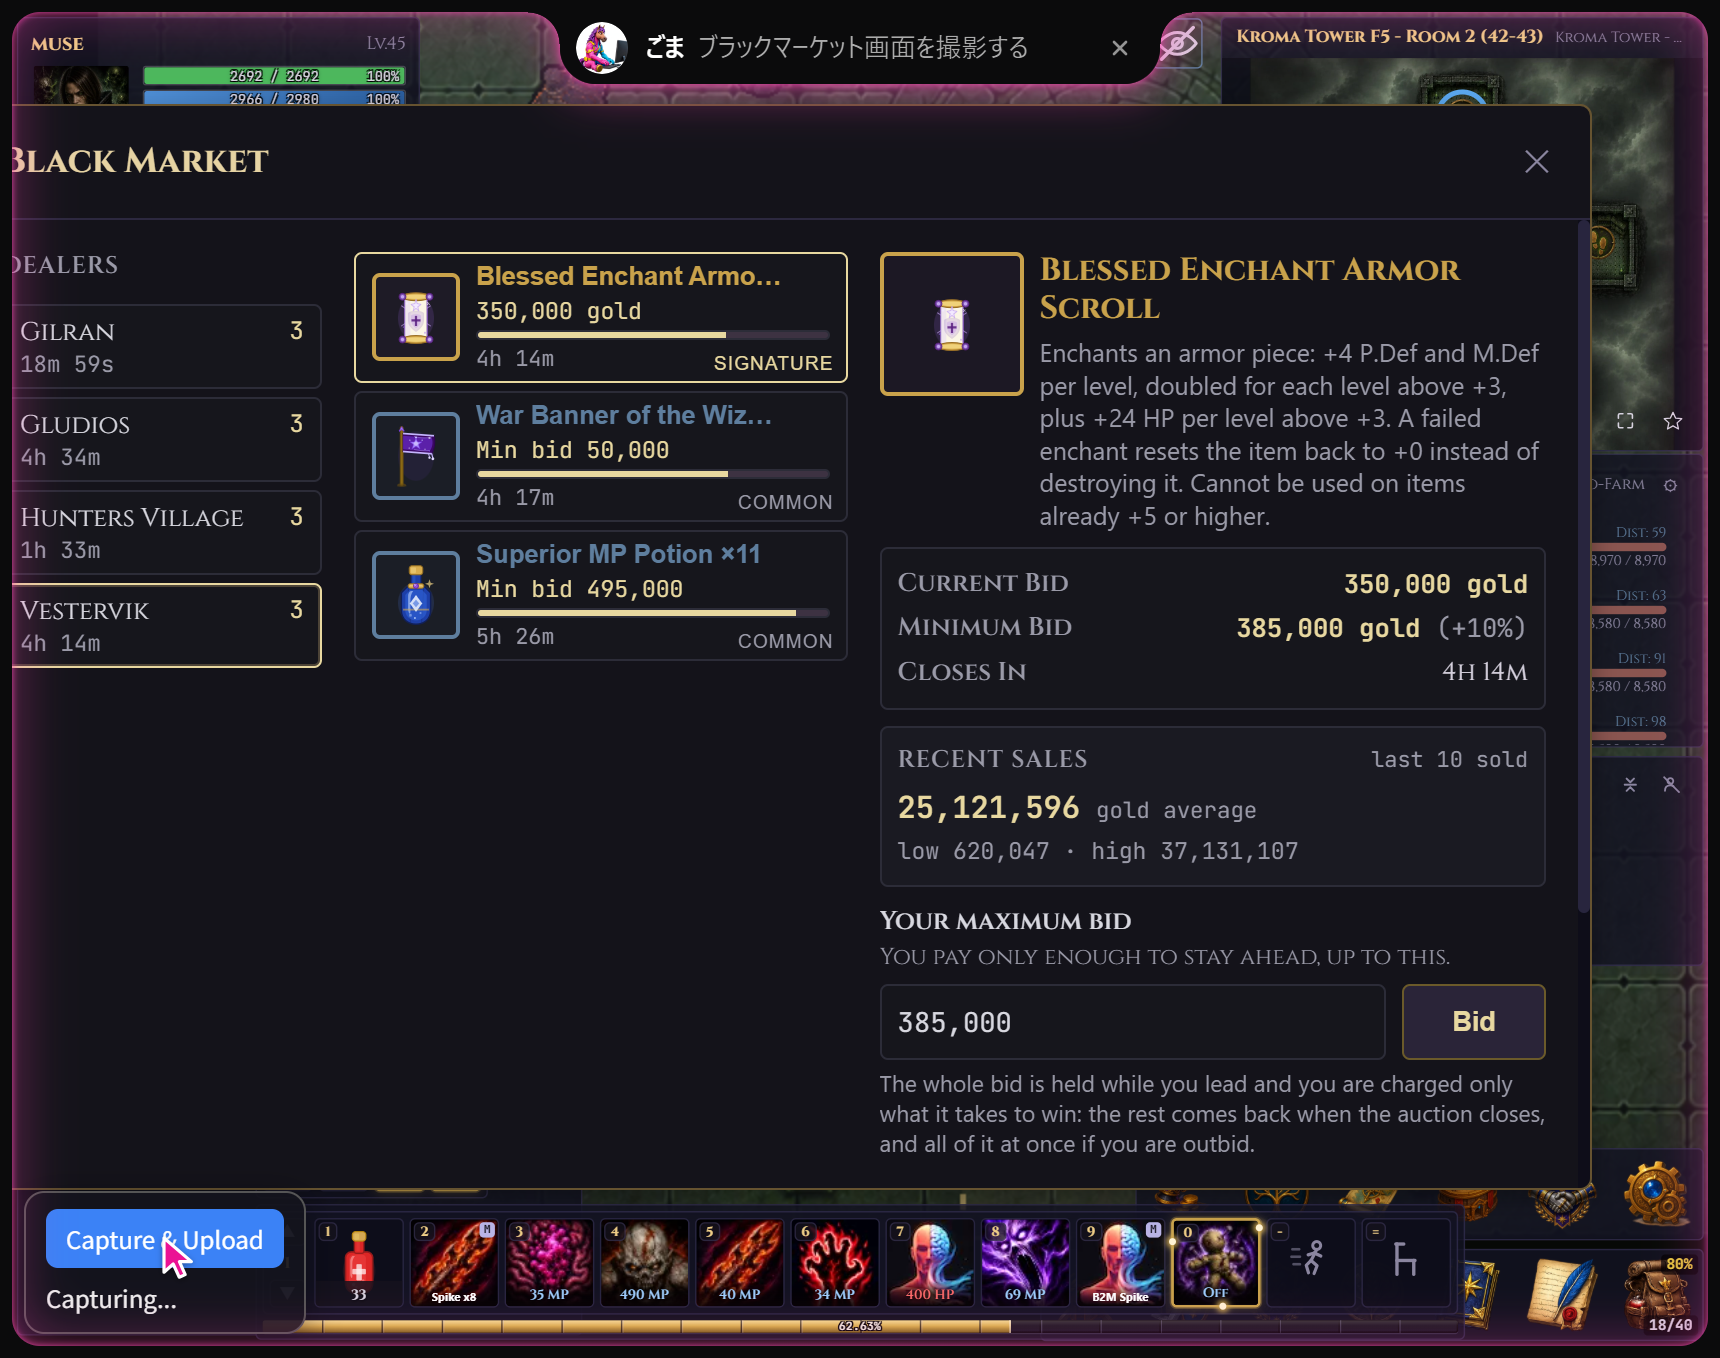 MUSE
Lv.45
2692 / 2692 100%
2966 / 2980 100%
ごま ブラックマーケット画面を撮影する
Kroma Tower F5 - Room 2 (42-43) Kroma Tower - ...
Black Market
Dealers
Gilran 3
18m 59s
Gludios 3
4h 34m
Hunters Village 3
1h 33m
Vestervik 3
4h 14m
Blessed Enchant Armo...
350,000 gold
4h 14m SIGNATURE
War Banner of the Wiz...
Min bid 50,000
4h 17m COMMON
Superior MP Potion ×11
Min bid 495,000
5h 26m COMMON
Blessed Enchant Armor
Scroll
Enchants an armor piece: +4 P.Def and M.Def
per level, doubled for each level above +3,
plus +24 HP per level above +3. A failed
enchant resets the item back to +0 instead of
destroying it. Cannot be used on items
already +5 or higher.
Current Bid 350,000 gold
Minimum Bid 385,000 gold (+10%)
Closes In 4h 14m
Recent Sales last 10 sold
25,121,596 gold average
low 620,047 · high 37,131,107
Your maximum bid
You pay only enough to stay ahead, up to this.
385,000 Bid
The whole bid is held while you lead and you are charged only
what it takes to win: the rest comes back when the auction closes,
and all of it at once if you are outbid.
-Farm
Dist: 59
8,970 / 8,970
Dist: 63
8,580 / 8,580
Dist: 91
8,580 / 8,580
Dist: 98
Capture & Upload
Capturing...
1 2 M 3 4 5 6 7 8 9 M 0 - =
33 Spike x8 35 MP 490 MP 40 MP 34 MP 400 HP 69 MP B2M Spike Off
62.63%
80%
18/40